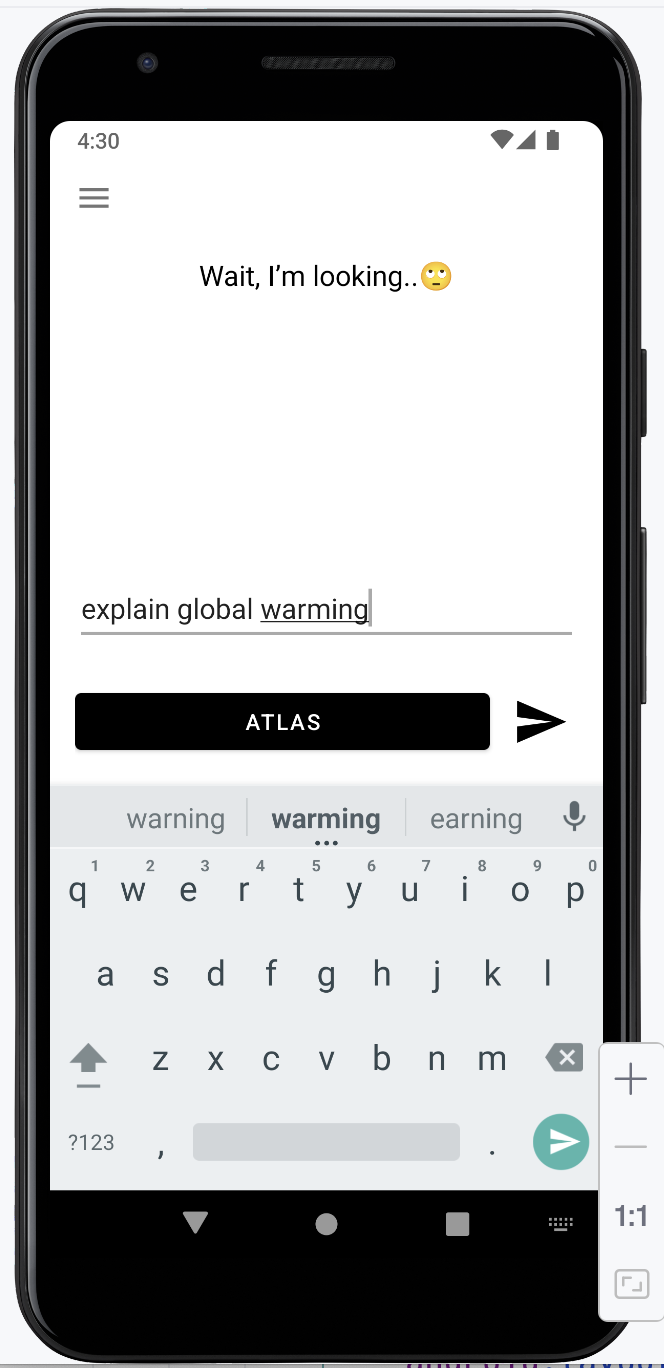 4:30
Wait, I’m looking..🙄
explain global warming
ATLAS
warning warming earning
1 2 3 4 5 6 7 8 9 0
q w e r t y u i o p
a s d f g h j k l
z x c v b n m
?123 , .
1:1